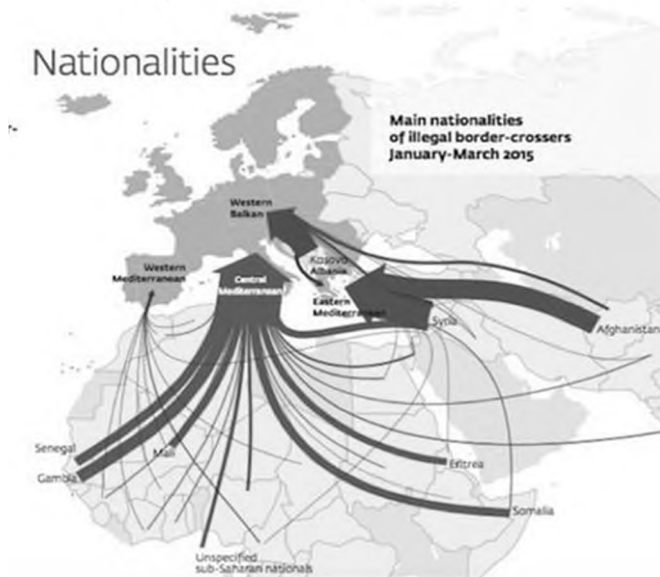 Nationalities
Main nationalities
of illegal border-crossers
January-March 2015
Western
Balkan
Kosovo
Albania
Western
Mediterranean
Central
Mediterranean
Eastern
Mediterranean
Syria
Afghanistan
Senegal
Mali
Gambia
Eritrea
Somalia
Unspecified
sub-Saharan nationals